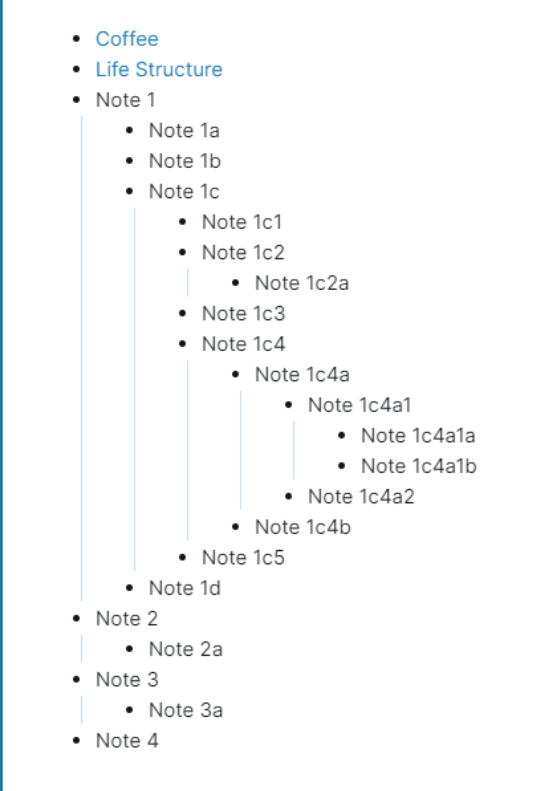 Coffee
Life Structure
Note 1
Note 1a
Note 1b
Note 1c
Note 1c1
Note 1c2
Note 1c2a
Note 1c3
Note 1c4
Note 1c4a
Note 1c4a1
Note 1c4a1a
Note 1c4a1b
Note 1c4a2
Note 1c4b
Note 1c5
Note 1d
Note 2
Note 2a
Note 3
Note 3a
Note 4